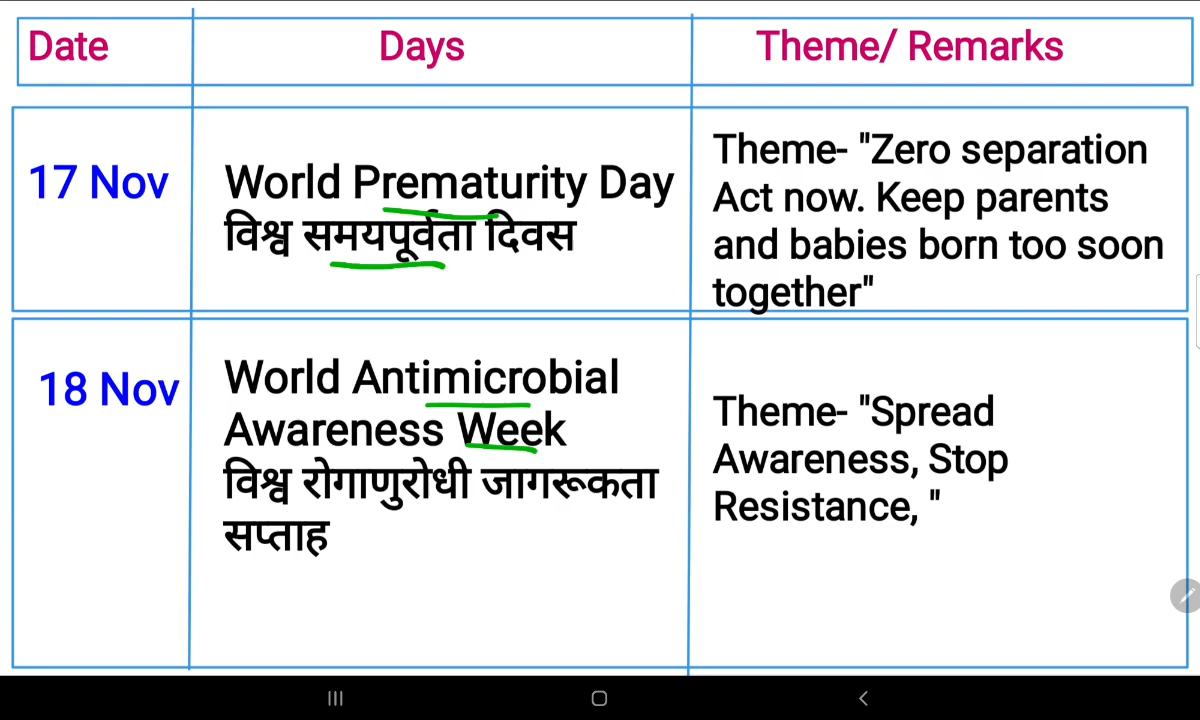 Date
Days
Theme/ Remarks
17 Nov
World Prematurity Day
विश्व समयपूर्वता दिवस
Theme- "Zero separation
Act now. Keep parents
and babies born too soon
together"
18 Nov
World Antimicrobial
Awareness Week
विश्व रोगाणुरोधी जागरूकता
सप्ताह
Theme- "Spread
Awareness, Stop
Resistance, "